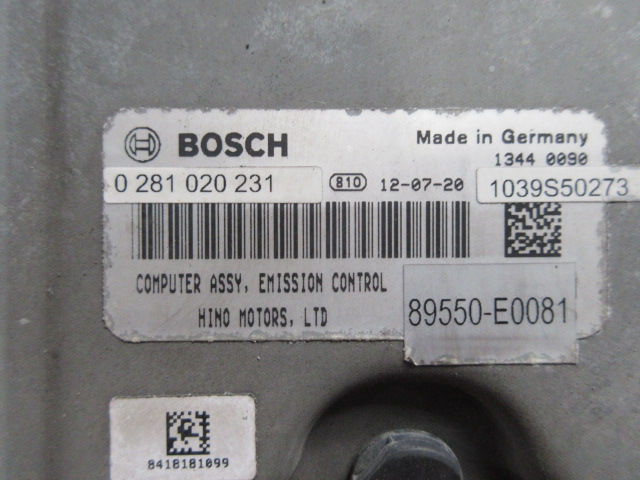 BOSCH
Made in Germany
1344 0090
0 281 020 231
810
12-07-20
1039S50273
COMPUTER ASSY, EMISSION CONTROL
HINO MOTORS, LTD
89550-E0081
8418181099